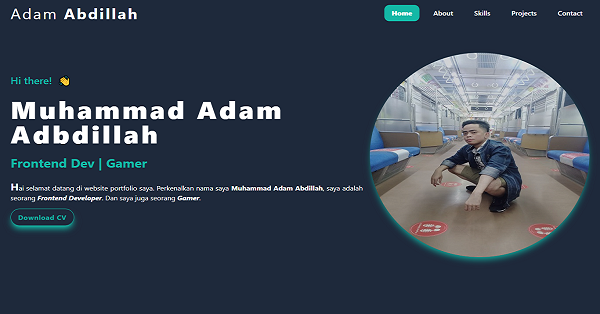 Adam Abdillah
Home About Skills Projects Contact
Hi there! 👋
Muhammad Adam
Adbdillah
Frontend Dev | Gamer
Hai selamat datang di website portfolio saya. Perkenalkan nama saya Muhammad Adam Abdillah, saya adalah
seorang Frontend Developer. Dan saya juga seorang Gamer.
Download CV